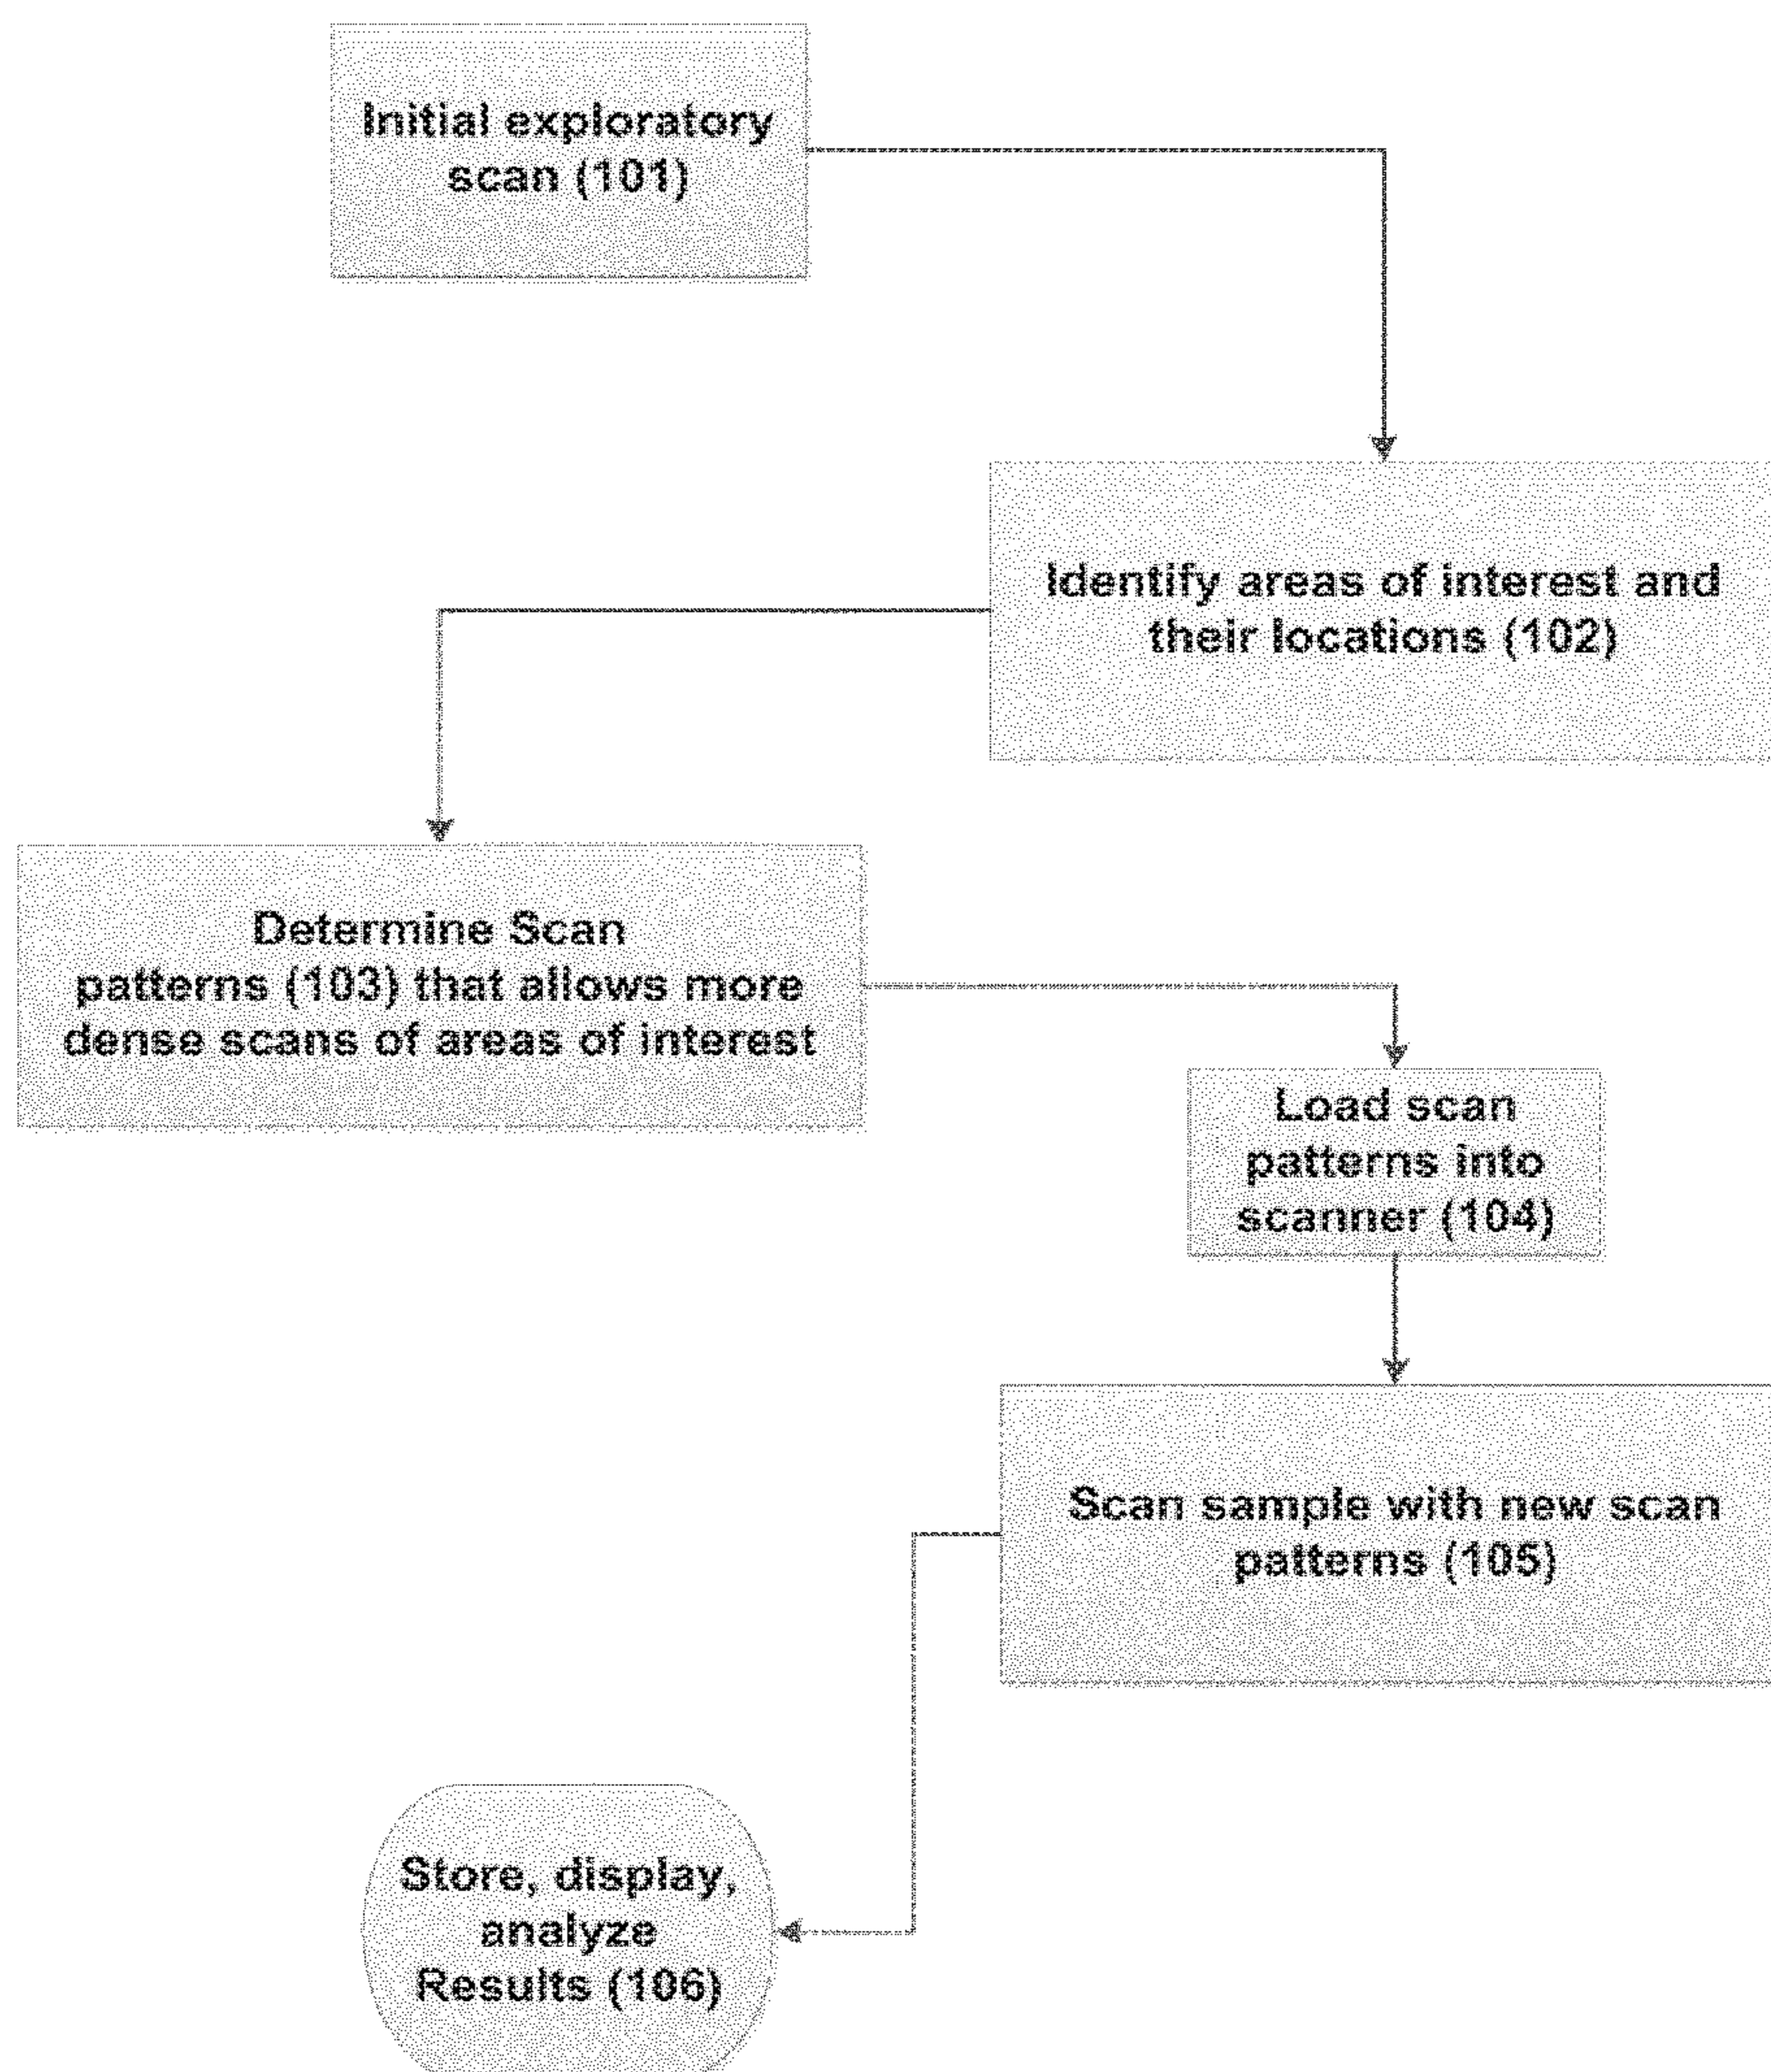 Initial exploratory
scan (101)
Identify areas of interest and
their locations (102)
Determine Scan
patterns (103) that allows more
dense scans of areas of interest
Load scan
patterns into
scanner (104)
Scan sample with new scan
patterns (105)
Store, display,
analyze
Results (106)